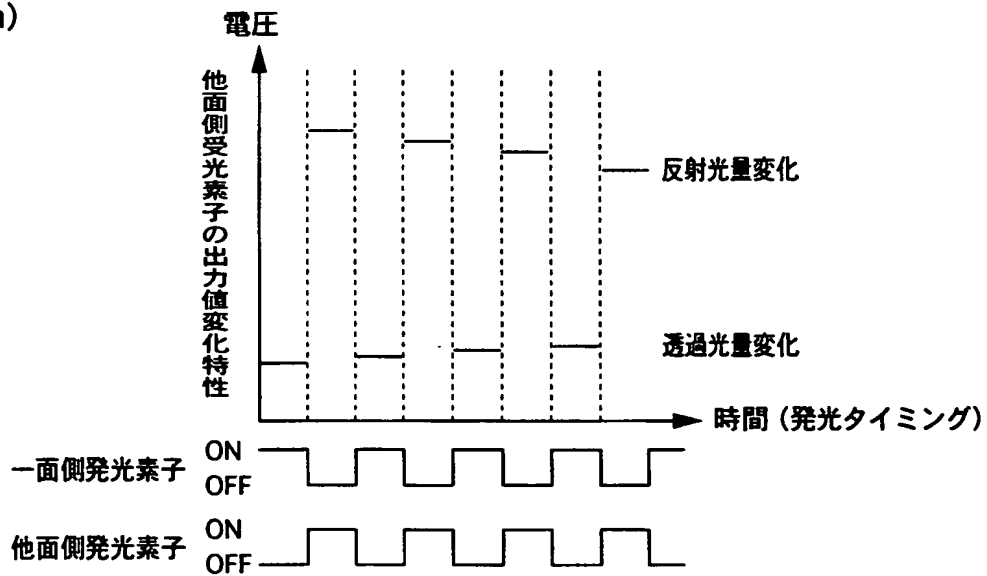 電圧
他面側受光素子の出力値変化特性
反射光量変化
透過光量変化
時間（発光タイミング）
一面側発光素子
ON
OFF
他面側発光素子
ON
OFF